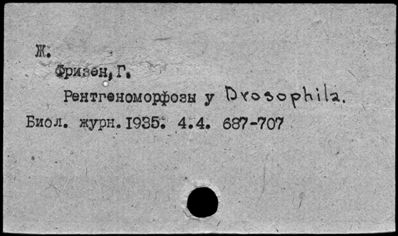 Ж.
Фризен, Г.
Рентгеноморфозы у Drosophila.
Биол. журн. 1935. 4.4. 687-707